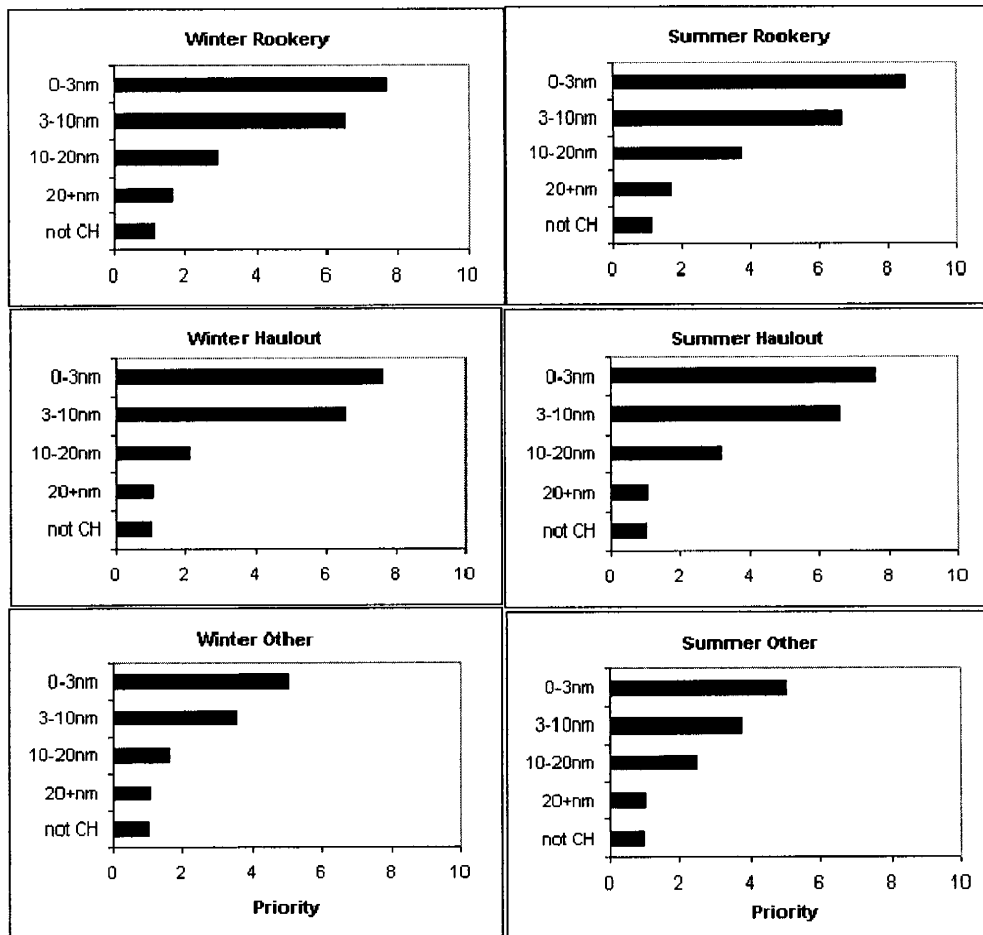 Winter Rookery
0-3nm
3-10nm
10-20nm
20+nm
not CH
0 2 4 6 8 10
Summer Rookery
0-3nm
3-10nm
10-20nm
20+nm
not CH
0 2 4 6 8 10
Winter Haulout
0-3nm
3-10nm
10-20nm
20+nm
not CH
0 2 4 6 8 10
Summer Haulout
0-3nm
3-10nm
10-20nm
20+nm
not CH
0 2 4 6 8 10
Winter Other
0-3nm
3-10nm
10-20nm
20+nm
not CH
0 2 4 6 8 10
Priority
Summer Other
0-3nm
3-10nm
10-20nm
20+nm
not CH
0 2 4 6 8 10
Priority